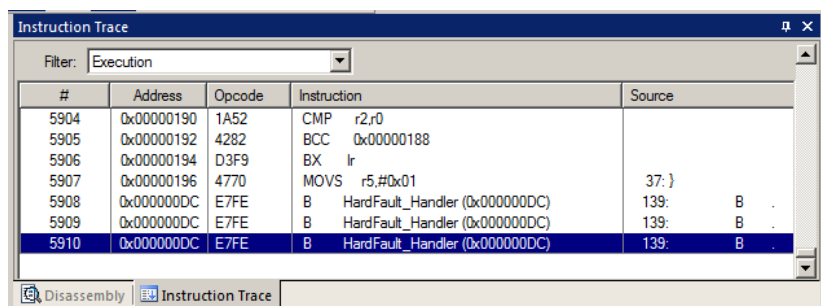 Instruction Trace
Filter: Execution
# Address Opcode Instruction Source
5904 0x00000190 1A52 CMP r2,r0
5905 0x00000192 4282 BCC 0x00000188
5906 0x00000194 D3F9 BX lr
5907 0x00000196 4770 MOVS r5,#0x01 37: }
5908 0x000000DC E7FE B HardFault_Handler (0x000000DC) 139: B .
5909 0x000000DC E7FE B HardFault_Handler (0x000000DC) 139: B .
5910 0x000000DC E7FE B HardFault_Handler (0x000000DC) 139: B .
Disassembly Instruction Trace